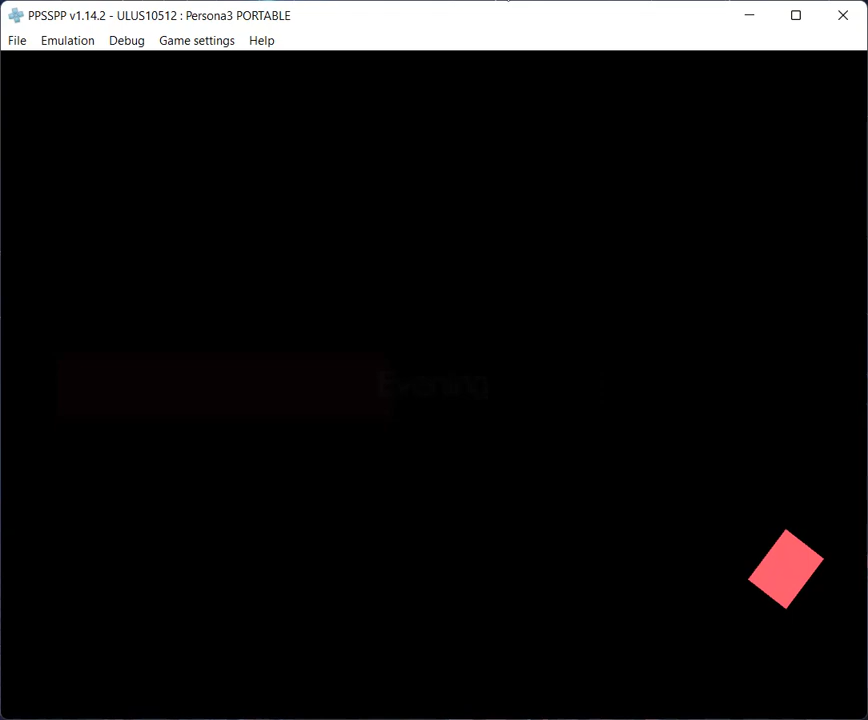 PPSSPP v1.14.2 - ULUS10512 : Persona3 PORTABLE
File Emulation Debug Game settings Help
Evening